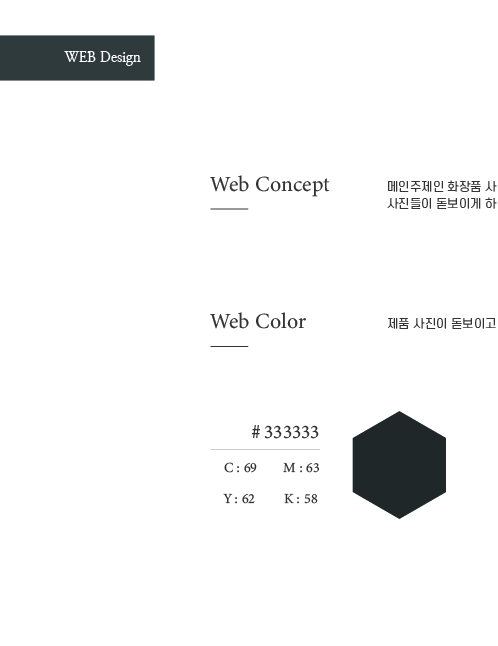 WEB Design
Web Concept
메인주제인 화장품 사
사진들이 돋보이게 하
Web Color
제품 사진이 돋보이고
# 333333
C : 69 M : 63
Y : 62 K : 58